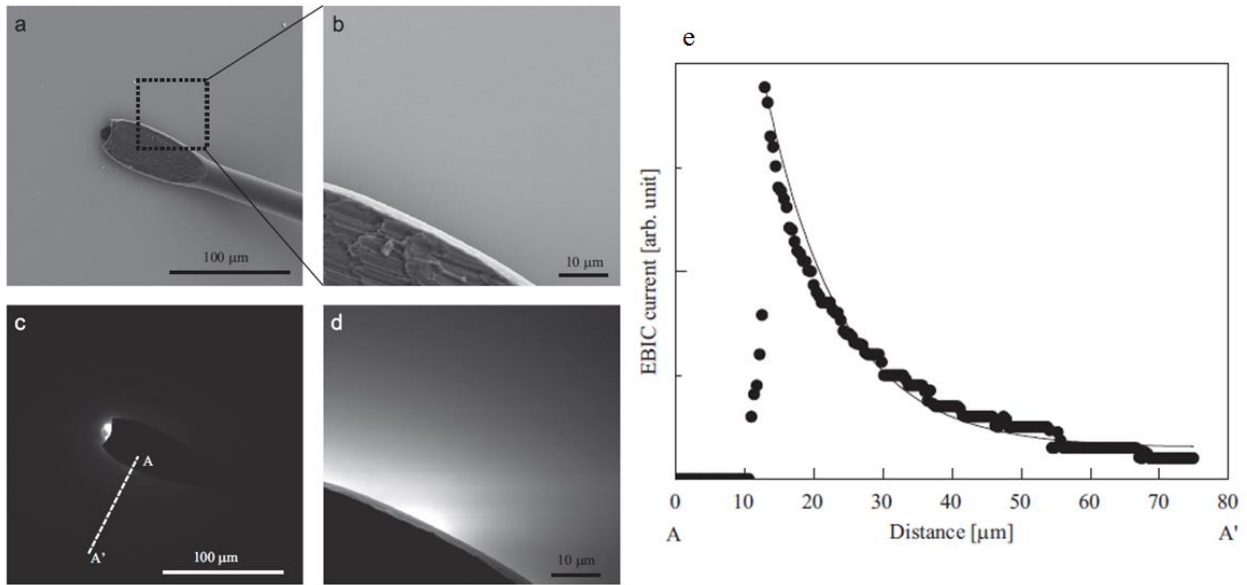 a
100 μm
b
10 μm
c
A
A'
100 μm
d
10 μm
e
EBIC current [arb. unit]
0
10
20
30
40
50
60
70
80
A
Distance [μm]
A'